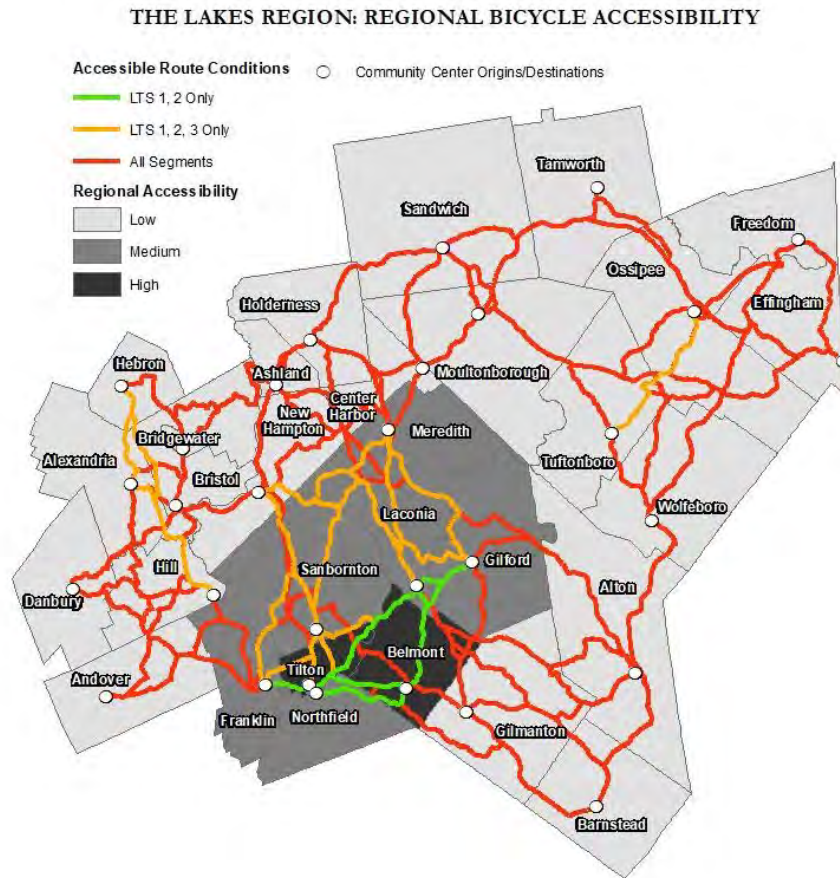 THE LAKES REGION: REGIONAL BICYCLE ACCESSIBILITY
Accessible Route Conditions
Community Center Origins/Destinations
LTS 1, 2 Only
LTS 1, 2, 3 Only
All Segments
Regional Accessibility
Low
Medium
High
Tamworth
Sandwich
Freedom
Ossipee
Effingham
Holderness
Hebron
Ashland
Moultonborough
Center
Harbor
New
Hampton
Bridgewater
Meredith
Alexandria
Tuftonboro
Bristol
Wolfeboro
Laconia
Gilford
Hill
Sanbornton
Alton
Danbury
Belmont
Tilton
Andover
Franklin
Northfield
Gilmanton
Barnstead